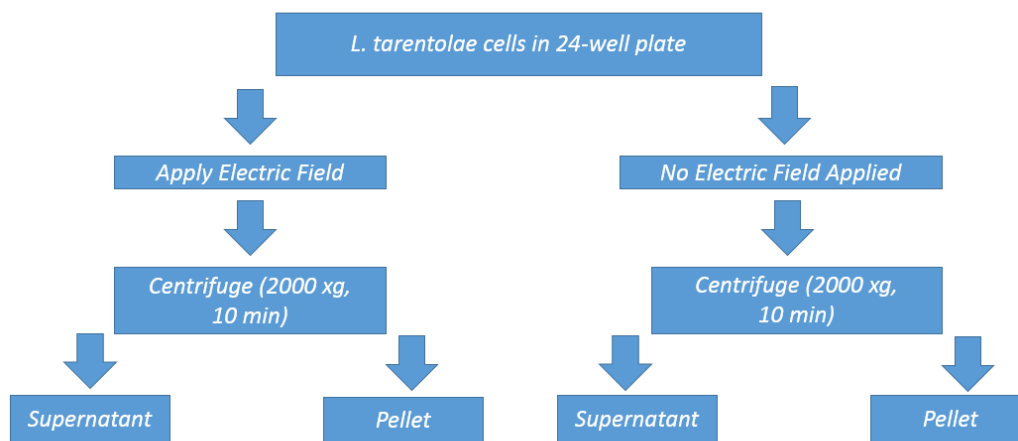 L. tarentolae cells in 24-well plate
Apply Electric Field
No Electric Field Applied
Centrifuge (2000 xg,
10 min)
Centrifuge (2000 xg,
10 min)
Supernatant
Pellet
Supernatant
Pellet